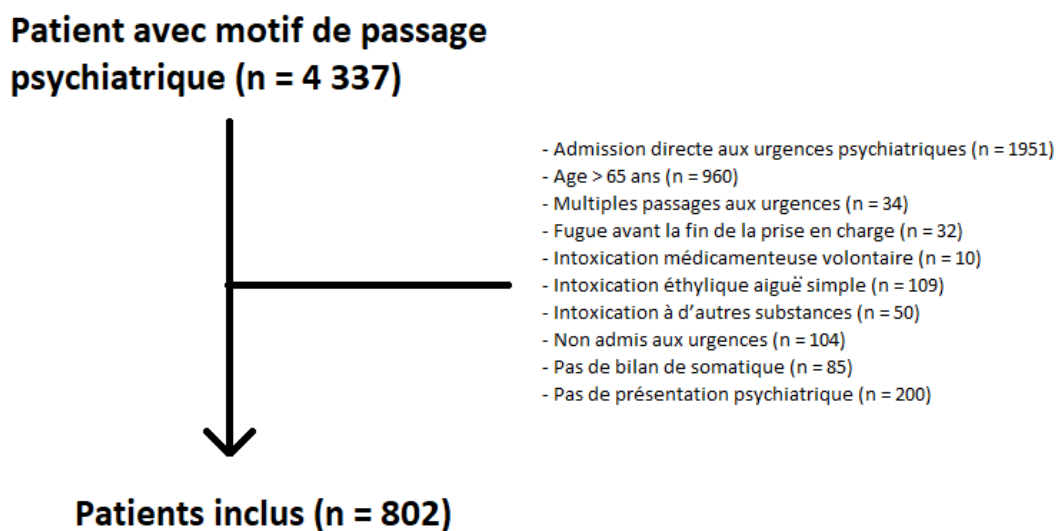 Patient avec motif de passage
psychiatrique (n = 4 337)
- Admission directe aux urgences psychiatriques (n = 1951)
- Age > 65 ans (n = 960)
- Multiples passages aux urgences (n = 34)
- Fugue avant la fin de la prise en charge (n = 32)
- Intoxication médicamenteuse volontaire (n = 10)
- Intoxication éthylique aiguë simple (n = 109)
- Intoxication à d'autres substances (n = 50)
- Non admis aux urgences (n = 104)
- Pas de bilan de somatique (n = 85)
- Pas de présentation psychiatrique (n = 200)
Patients inclus (n = 802)